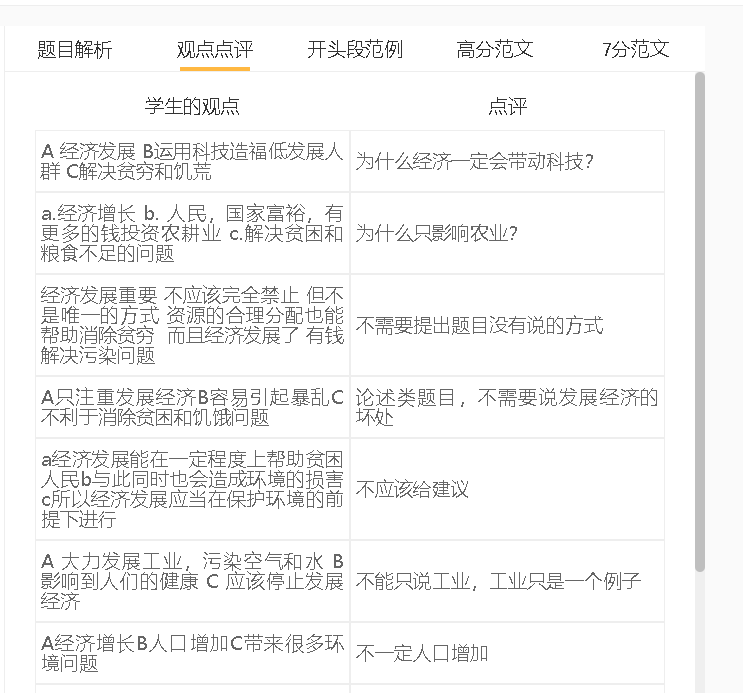 题目解析 观点点评 开头段范例 高分范文 7分范文
学生的观点 点评
A 经济发展 B运用科技造福低发展人
群 C解决贫穷和饥荒
为什么经济一定会带动科技?
a.经济增长 b. 人民，国家富裕，有
更多的钱投资农耕业 c.解决贫困和
粮食不足的问题
为什么只影响农业?
经济发展重要 不应该完全禁止 但不
是唯一的方式 资源的合理分配也能
帮助消除贫穷 而且经济发展了 有钱
解决污染问题
不需要提出题目没有说的方式
A只注重发展经济B容易引起暴乱C
不利于消除贫困和饥饿问题
论述类题目，不需要说发展经济的
坏处
a经济发展能在一定程度上帮助贫困
人民b与此同时也会造成环境的损害
c所以经济发展应当在保护环境的前
提下进行
不应该给建议
A 大力发展工业，污染空气和水 B
影响到人们的健康 C 应该停止发展
经济
不能只说工业，工业只是一个例子
A经济增长B人口增加C带来很多环
境问题
不一定人口增加